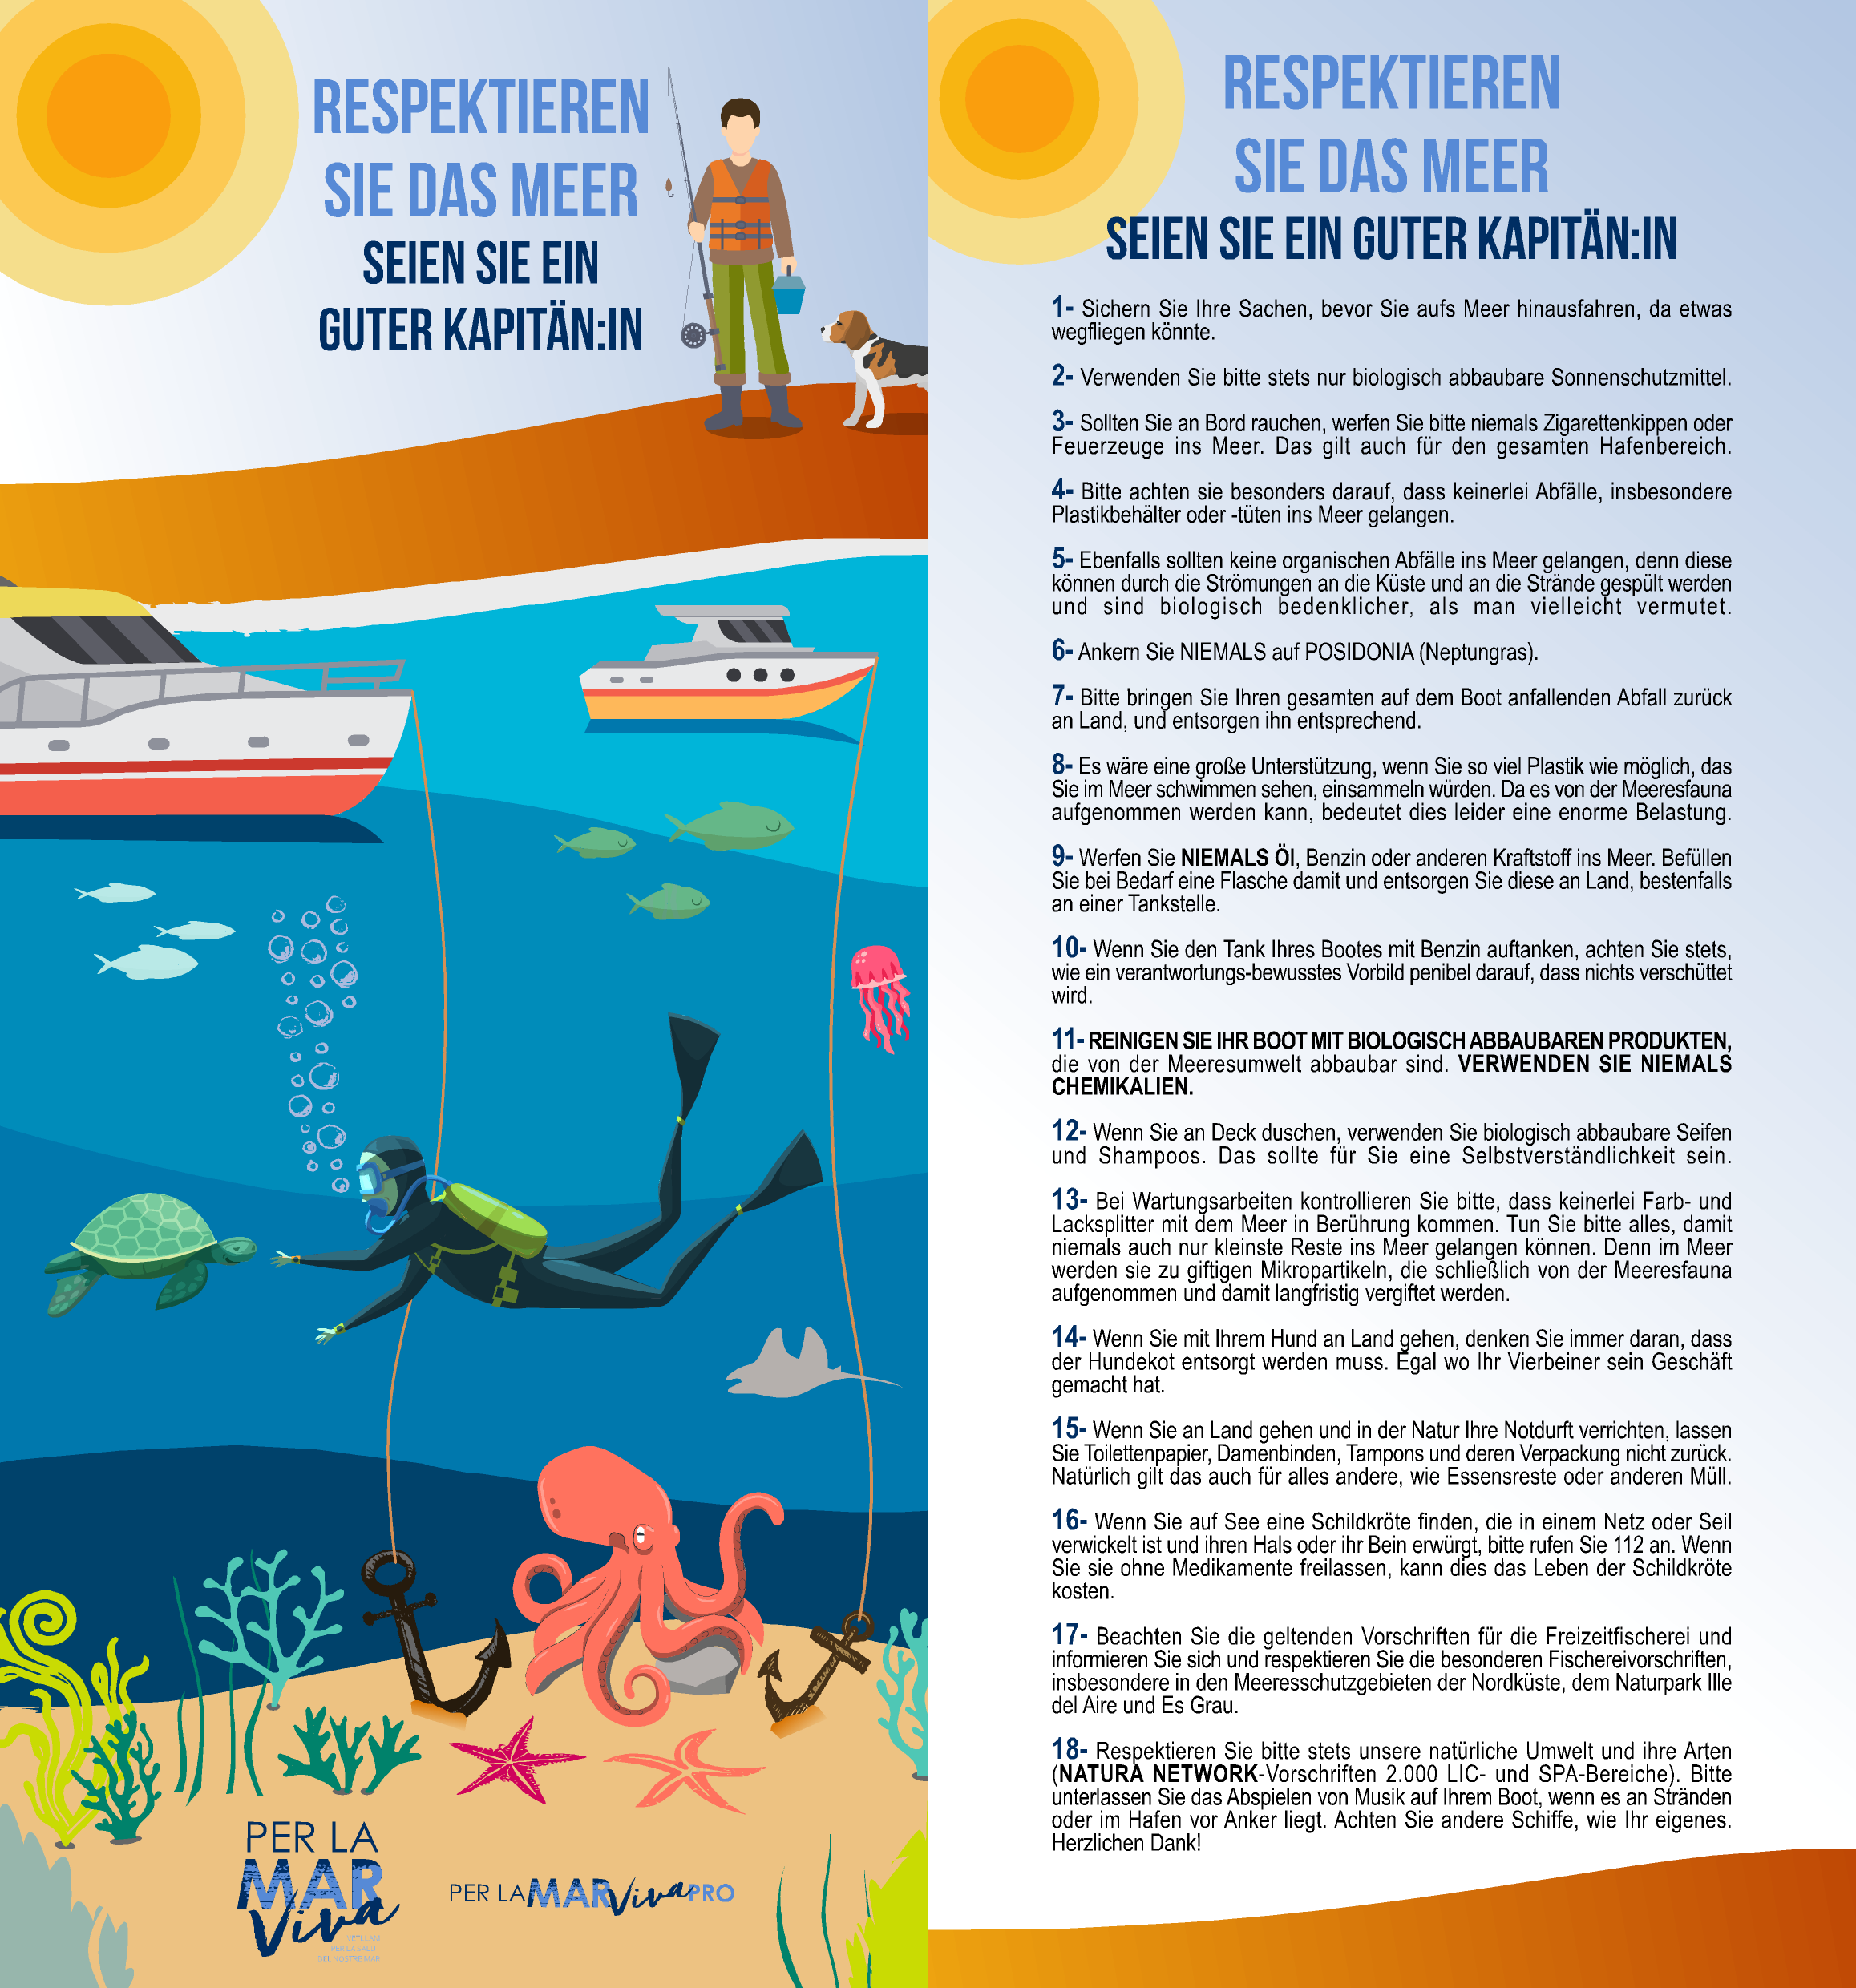 RESPEKTIEREN
SIE DAS MEER
SEIEN SIE EIN
GUTER KAPITÄN:IN
PER LA
MAR
Viva
VETLLAM
PER LA SALUT
DEL NOSTRE MAR
PER LA MAR Viva PRO
RESPEKTIEREN
SIE DAS MEER
SEIEN SIE EIN GUTER KAPITÄN:IN
1- Sichern Sie Ihre Sachen, bevor Sie aufs Meer hinausfahren, da etwas
wegfliegen könnte.
2- Verwenden Sie bitte stets nur biologisch abbaubare Sonnenschutzmittel.
3- Sollten Sie an Bord rauchen, werfen Sie bitte niemals Zigarettenkippen oder
Feuerzeuge ins Meer. Das gilt auch für den gesamten Hafenbereich.
4- Bitte achten sie besonders darauf, dass keinerlei Abfälle, insbesondere
Plastikbehälter oder -tüten ins Meer gelangen.
5- Ebenfalls sollten keine organischen Abfälle ins Meer gelangen, denn diese
können durch die Strömungen an die Küste und an die Strände gespült werden
und sind biologisch bedenklicher, als man vielleicht vermutet.
6- Ankern Sie NIEMALS auf POSIDONIA (Neptungras).
7- Bitte bringen Sie Ihren gesamten auf dem Boot anfallenden Abfall zurück
an Land, und entsorgen ihn entsprechend.
8- Es wäre eine große Unterstützung, wenn Sie so viel Plastik wie möglich, das
Sie im Meer schwimmen sehen, einsammeln würden. Da es von der Meeresfauna
aufgenommen werden kann, bedeutet dies leider eine enorme Belastung.
9- Werfen Sie NIEMALS Öl, Benzin oder anderen Kraftstoff ins Meer. Befüllen
Sie bei Bedarf eine Flasche damit und entsorgen Sie diese an Land, bestenfalls
an einer Tankstelle.
10- Wenn Sie den Tank Ihres Bootes mit Benzin auftanken, achten Sie stets,
wie ein verantwortungs-bewusstes Vorbild penibel darauf, dass nichts verschüttet
wird.
11- REINIGEN SIE IHR BOOT MIT BIOLOGISCH ABBAUBAREN PRODUKTEN,
die von der Meeresumwelt abbaubar sind. VERWENDEN SIE NIEMALS
CHEMIKALIEN.
12- Wenn Sie an Deck duschen, verwenden Sie biologisch abbaubare Seifen
und Shampoos. Das sollte für Sie eine Selbstverständlichkeit sein.
13- Bei Wartungsarbeiten kontrollieren Sie bitte, dass keinerlei Farb- und
Lacksplitter mit dem Meer in Berührung kommen. Tun Sie bitte alles, damit
niemals auch nur kleinste Reste ins Meer gelangen können. Denn im Meer
werden sie zu giftigen Mikropartikeln, die schließlich von der Meeresfauna
aufgenommen und damit langfristig vergiftet werden.
14- Wenn Sie mit Ihrem Hund an Land gehen, denken Sie immer daran, dass
der Hundekot entsorgt werden muss. Egal wo Ihr Vierbeiner sein Geschäft
gemacht hat.
15- Wenn Sie an Land gehen und in der Natur Ihre Notdurft verrichten, lassen
Sie Toilettenpapier, Damenbinden, Tampons und deren Verpackung nicht zurück.
Natürlich gilt das auch für alles andere, wie Essensreste oder anderen Müll.
16- Wenn Sie auf See eine Schildkröte finden, die in einem Netz oder Seil
verwickelt ist und ihren Hals oder ihr Bein erwürgt, bitte rufen Sie 112 an. Wenn
Sie sie ohne Medikamente freilassen, kann dies das Leben der Schildkröte
kosten.
17- Beachten Sie die geltenden Vorschriften für die Freizeitfischerei und
informieren Sie sich und respektieren Sie die besonderen Fischereivorschriften,
insbesondere in den Meeresschutzgebieten der Nordküste, dem Naturpark Ille
del Aire und Es Grau.
18- Respektieren Sie bitte stets unsere natürliche Umwelt und ihre Arten
(NATURA NETWORK-Vorschriften 2.000 LIC- und SPA-Bereiche). Bitte
unterlassen Sie das Abspielen von Musik auf Ihrem Boot, wenn es an Stränden
oder im Hafen vor Anker liegt. Achten Sie andere Schiffe, wie Ihr eigenes.
Herzlichen Dank!